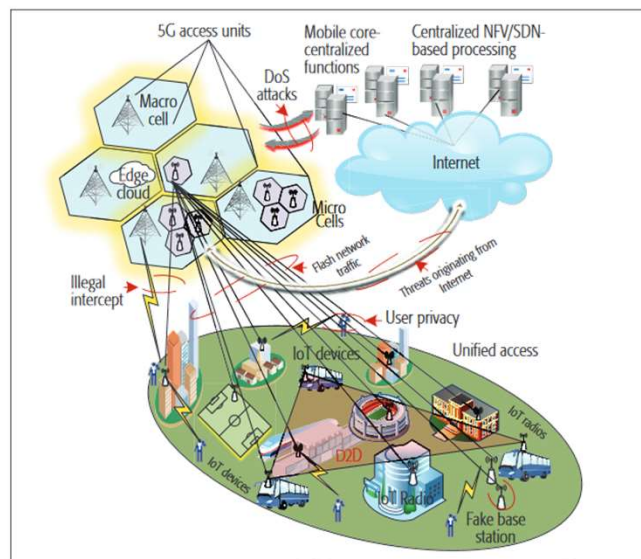 5G access units
Mobile core-
centralized
functions
Centralized NFV/SDN-
based processing
DoS
attacks
Macro
cell
Internet
Edge
cloud
Micro
Cells
Flash network
traffic
Threats originating from
Internet
Illegal
intercept
User privacy
IoT devices
Unified access
IoT radios
D2D
IoT devices
IoT Radio
Fake base
station